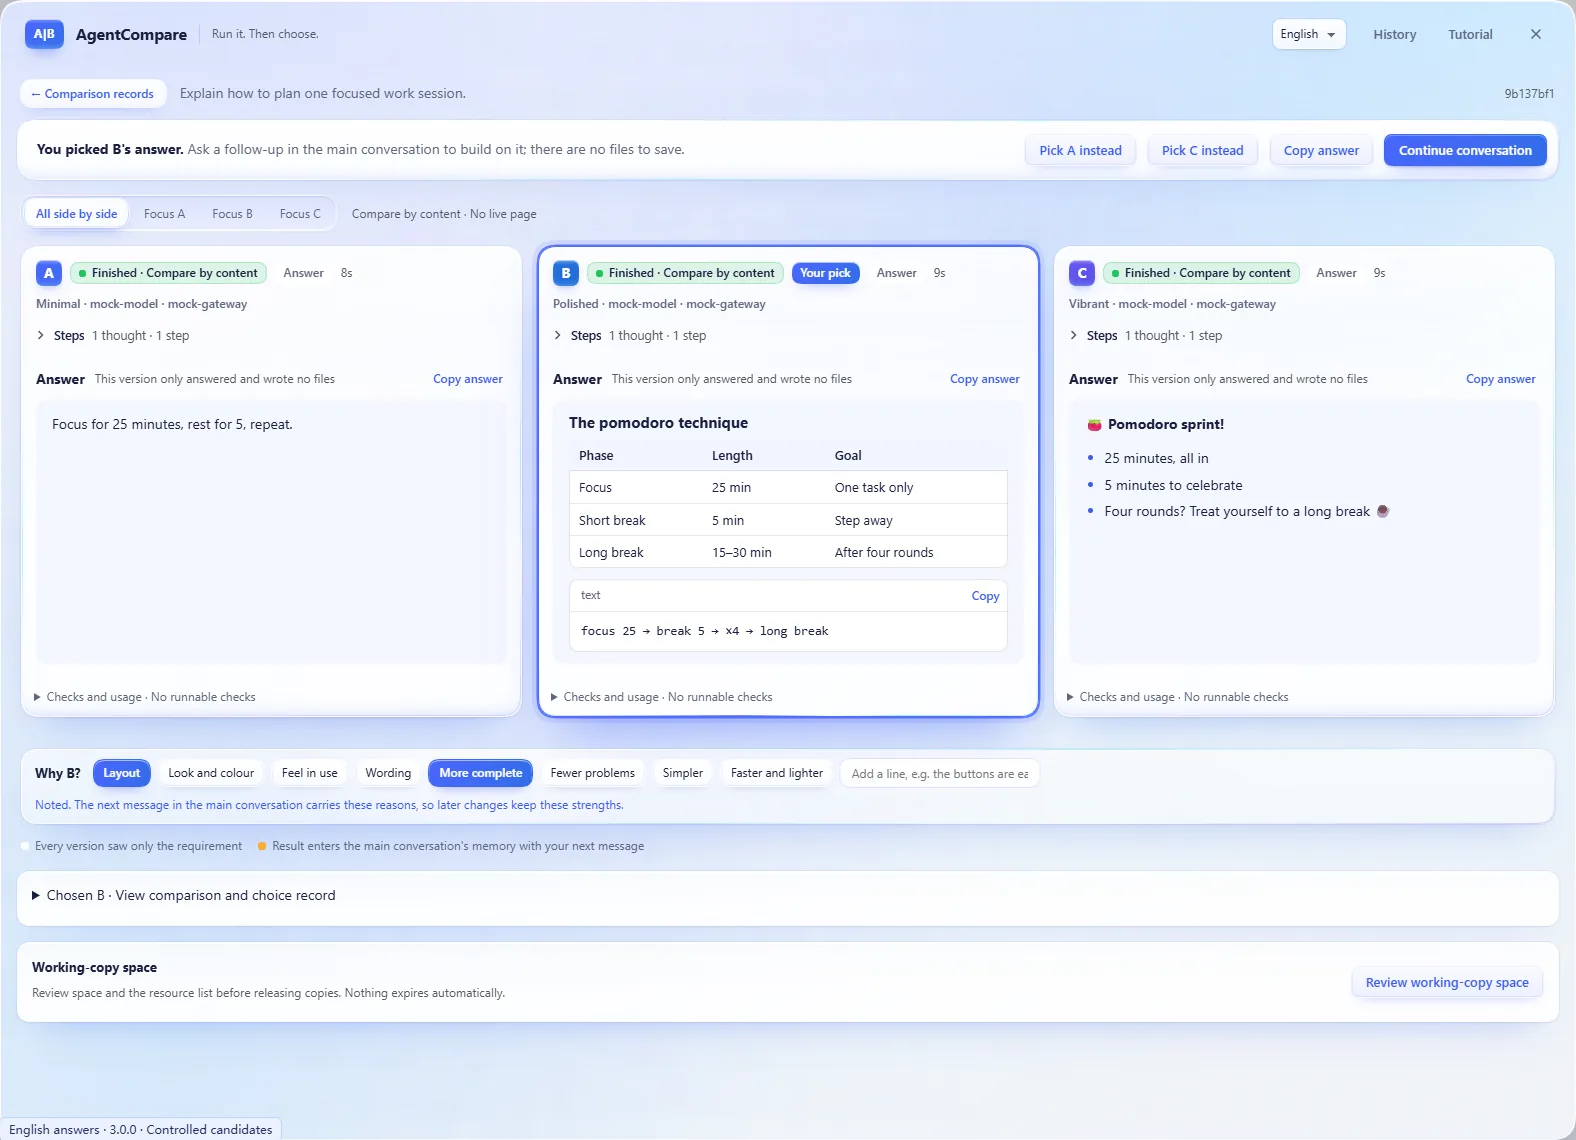 A|B AgentCompare Run it. Then choose. English History Tutorial ✕
← Comparison records Explain how to plan one focused work session. 9b137bf1
You picked B's answer. Ask a follow-up in the main conversation to build on it; there are no files to save. Pick A instead Pick C instead Copy answer Continue conversation
All side by side Focus A Focus B Focus C Compare by content · No live page
A Finished · Compare by content Answer 8s
Minimal · mock-model · mock-gateway
Steps 1 thought · 1 step
Answer This version only answered and wrote no files Copy answer
Focus for 25 minutes, rest for 5, repeat.
Checks and usage · No runnable checks
B Finished · Compare by content Your pick Answer 9s
Polished · mock-model · mock-gateway
Steps 1 thought · 1 step
Answer This version only answered and wrote no files Copy answer
The pomodoro technique
Phase Length Goal
Focus 25 min One task only
Short break 5 min Step away
Long break 15–30 min After four rounds
text Copy
focus 25 → break 5 → x4 → long break
Checks and usage · No runnable checks
C Finished · Compare by content Answer 9s
Vibrant · mock-model · mock-gateway
Steps 1 thought · 1 step
Answer This version only answered and wrote no files Copy answer
🍅 Pomodoro sprint!
• 25 minutes, all in
• 5 minutes to celebrate
• Four rounds? Treat yourself to a long break
Checks and usage · No runnable checks
Why B? Layout Look and colour Feel in use Wording More complete Fewer problems Simpler Faster and lighter Add a line, e.g. the buttons are ea
Noted. The next message in the main conversation carries these reasons, so later changes keep these strengths.
Every version saw only the requirement Result enters the main conversation's memory with your next message
Chosen B · View comparison and choice record
Working-copy space
Review space and the resource list before releasing copies. Nothing expires automatically. Review working-copy space
English answers · 3.0.0 · Controlled candidates